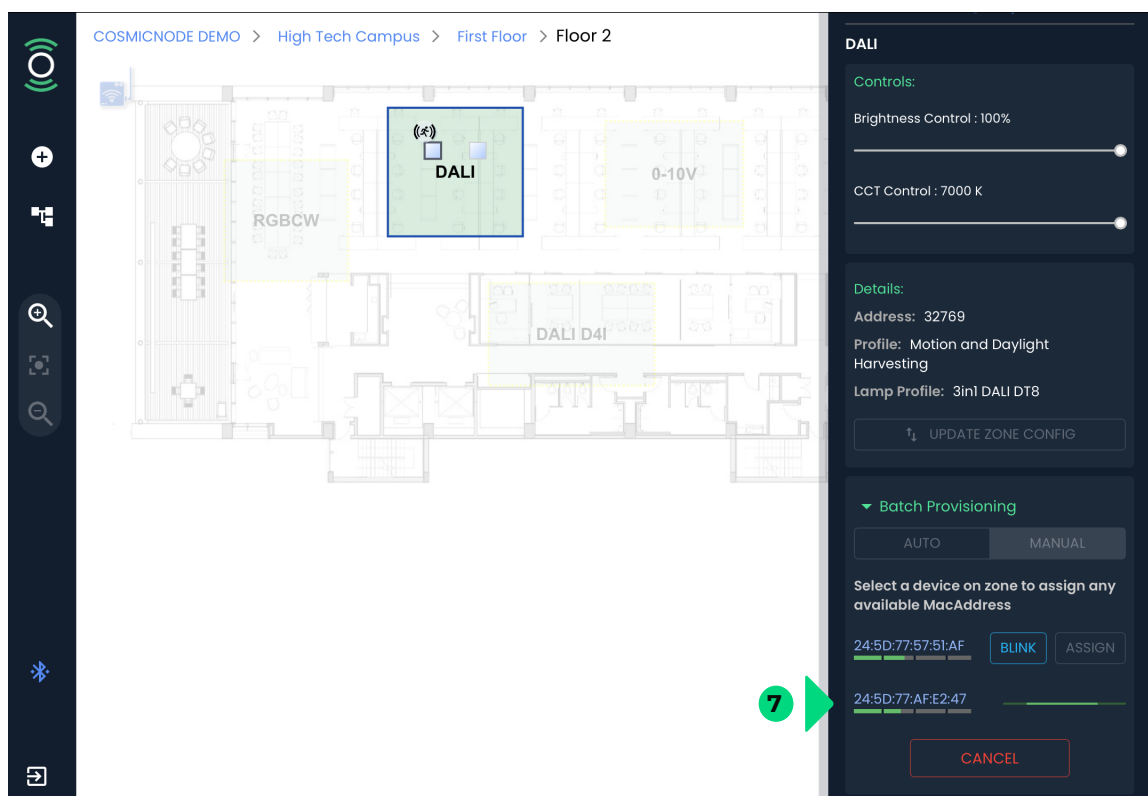 COSMICNODE DEMO > High Tech Campus > First Floor > Floor 2
DALI
RGBCW
0-10V
DALI D4I
7
DALI
Controls:
Brightness Control : 100%
CCT Control : 7000 K
Details:
Address: 32769
Profile: Motion and Daylight
Harvesting
Lamp Profile: 3in1 DALI DT8
UPDATE ZONE CONFIG
Batch Provisioning
AUTO MANUAL
Select a device on zone to assign any
available MacAddress
24:5D:77:57:51:AF BLINK ASSIGN
24:5D:77:AF:E2:47
CANCEL